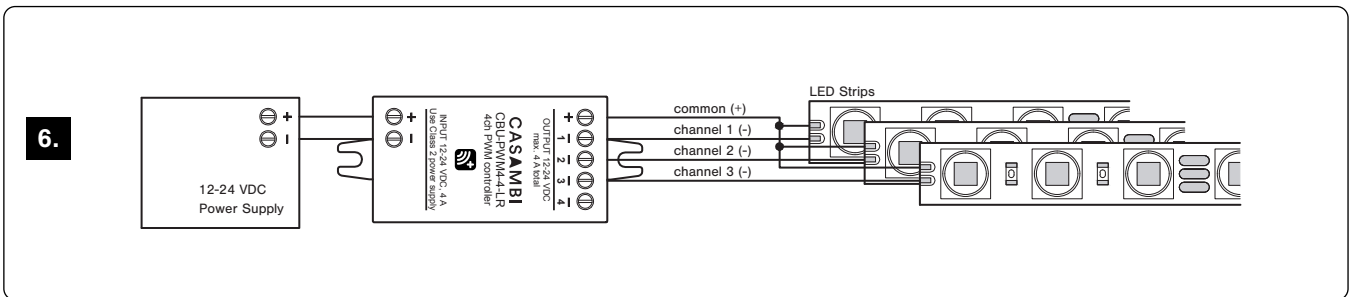 6.
+
-
12-24 VDC
Power Supply
+
-
INPUT 12-24 VDC, 4 A
Use Class 2 power supply
CASAMBI
CBU-PWM4-4-LR
4ch PWM controller
OUTPUT 12-24 VDC
max. 4 A total
+
1 -
2 -
3 -
4 -
common (+)
channel 1 (-)
channel 2 (-)
channel 3 (-)
LED Strips